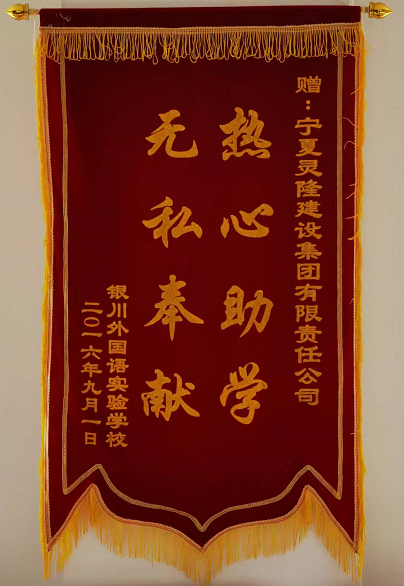 赠：宁夏灵隆建设集团有限责任公司
热心助学
无私奉献
银川外国语实验学校
二〇一六年九月一日